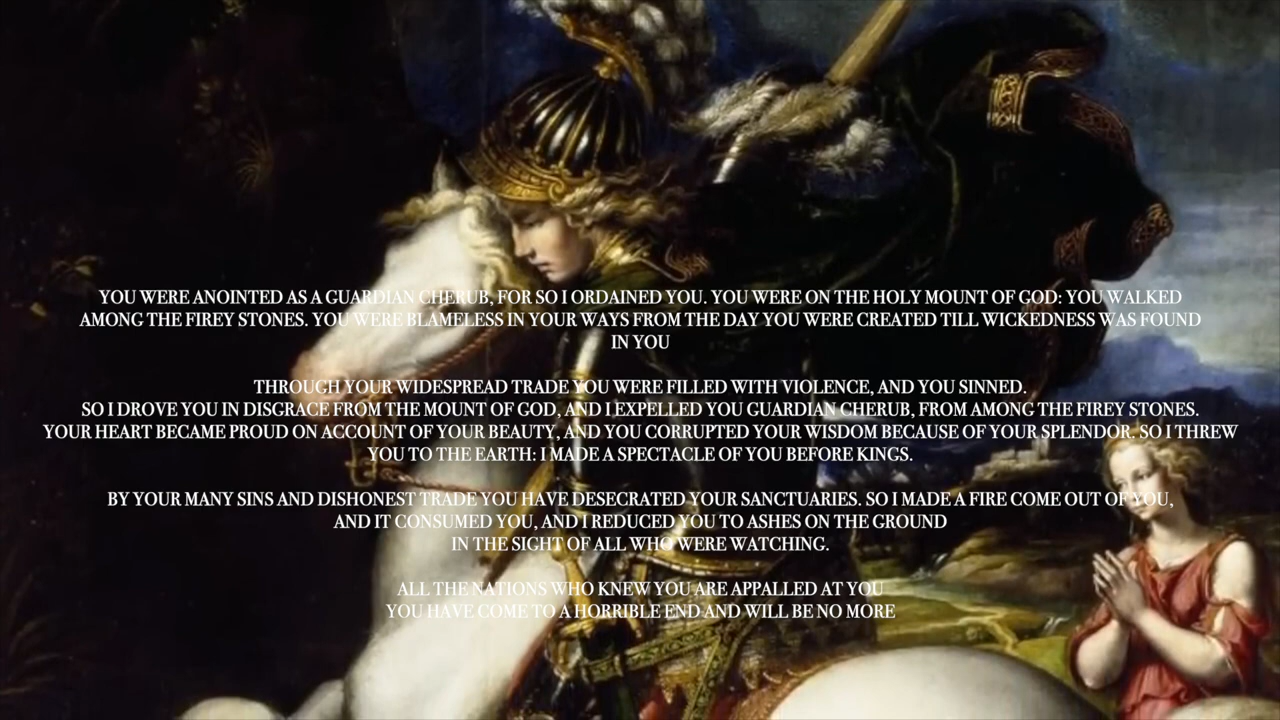 YOU WERE ANOINTED AS A GUARDIAN CHERUB, FOR SO I ORDAINED YOU. YOU WERE ON THE HOLY MOUNT OF GOD: YOU WALKED
AMONG THE FIREY STONES. YOU WERE BLAMELESS IN YOUR WAYS FROM THE DAY YOU WERE CREATED TILL WICKEDNESS WAS FOUND
IN YOU
THROUGH YOUR WIDESPREAD TRADE YOU WERE FILLED WITH VIOLENCE, AND YOU SINNED.
SO I DROVE YOU IN DISGRACE FROM THE MOUNT OF GOD, AND I EXPELLED YOU GUARDIAN CHERUB, FROM AMONG THE FIREY STONES.
YOUR HEART BECAME PROUD ON ACCOUNT OF YOUR BEAUTY, AND YOU CORRUPTED YOUR WISDOM BECAUSE OF YOUR SPLENDOR. SO I THREW
YOU TO THE EARTH: I MADE A SPECTACLE OF YOU BEFORE KINGS.
BY YOUR MANY SINS AND DISHONEST TRADE YOU HAVE DESECRATED YOUR SANCTUARIES. SO I MADE A FIRE COME OUT OF YOU,
AND IT CONSUMED YOU, AND I REDUCED YOU TO ASHES ON THE GROUND
IN THE SIGHT OF ALL WHO WERE WATCHING.
ALL THE NATIONS WHO KNEW YOU ARE APPALLED AT YOU
YOU HAVE COME TO A HORRIBLE END AND WILL BE NO MORE